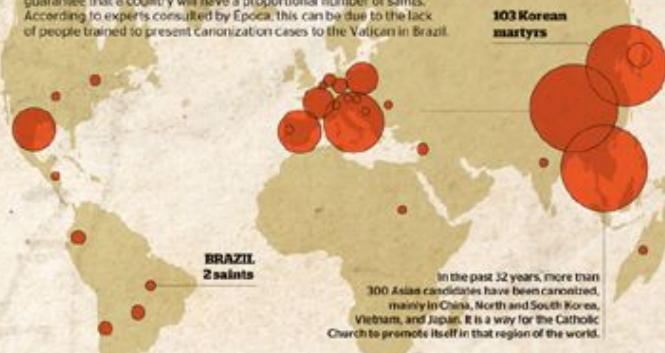 guarantee that a country will have a proportional number of saints.
According to experts consulted by Época, this can be due to the lack
of people trained to present canonization cases to the Vatican in Brazil.
103 Korean
martyrs
BRAZIL
2 saints
In the past 32 years, more than
300 Asian candidates have been canonized,
mainly in China, North and South Korea,
Vietnam, and Japan. It is a way for the Catholic
Church to promote itself in that region of the world.